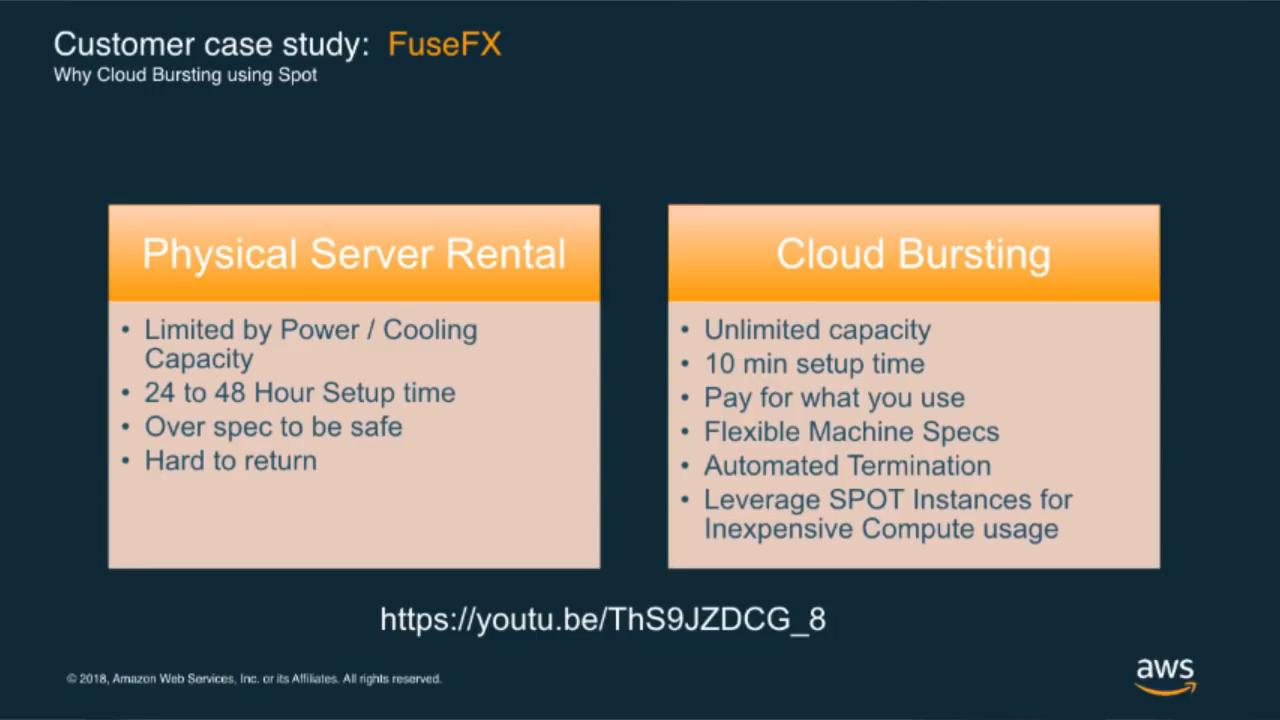 Customer case study: FuseFX
Why Cloud Bursting using Spot
Physical Server Rental
• Limited by Power / Cooling
Capacity
• 24 to 48 Hour Setup time
• Over spec to be safe
• Hard to return
Cloud Bursting
• Unlimited capacity
• 10 min setup time
• Pay for what you use
• Flexible Machine Specs
• Automated Termination
• Leverage SPOT Instances for
Inexpensive Compute usage
https://youtu.be/ThS9JZDCG_8
© 2018, Amazon Web Services, Inc. or its Affiliates. All rights reserved.
aws